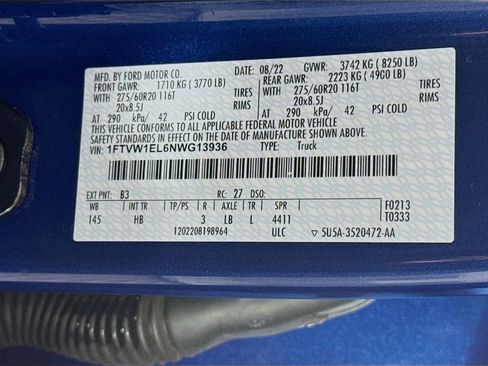 MFD. BY FORD MOTOR CO. 08/22 GVWR: 3742 KG ( 8250 LB)
FRONT GAWR: 1710 KG ( 3770 LB) REAR GAWR: 2223 KG ( 4900 LB)
WITH 275/60R20 116T TIRES WITH 275/60R20 116T TIRES
20x8.5J RIMS 20x8.5J RIMS
AT 290 kPa/ 42 PSI COLD AT 290 kPa/ 42 PSI COLD
THIS VEHICLE CONFORMS TO ALL APPLICABLE FEDERAL MOTOR VEHICLE
SAFETY STANDARDS IN EFFECT ON THE DATE OF MANUFACTURE SHOWN ABOVE.
VIN: 1FTVW1EL6NWG13936 TYPE: Truck
EXT PNT: B3 RC: 27 DSO:
WB INT TR TP/PS R AXLE TR SPR F0213
145 HB 3 LB L 4411 T0333
1202208198964 ULC ▽ 5U5A-3520472-AA